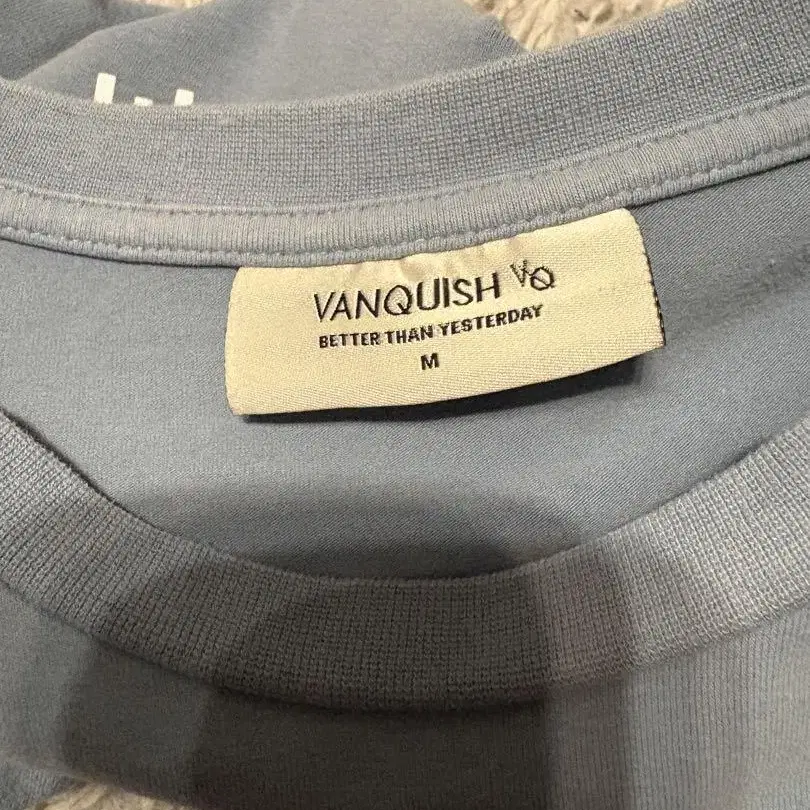 VANQUISH VQ
BETTER THAN YESTERDAY
M